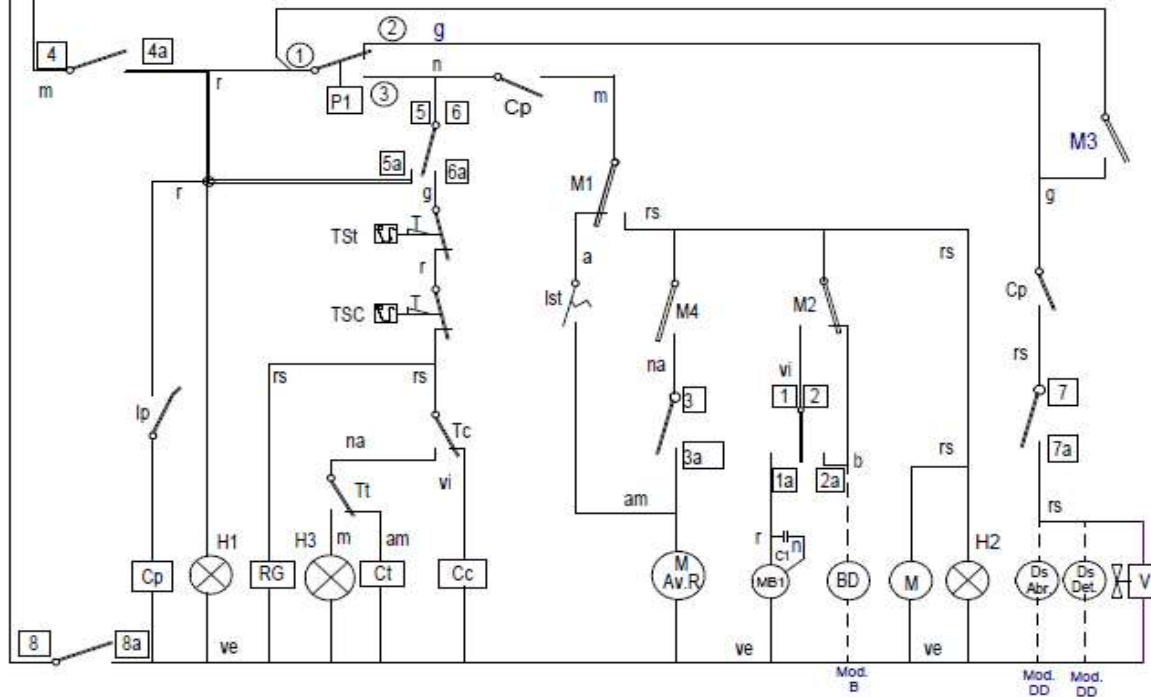 2
g
4
4a
1
r
n
m
P1
3
Cp
m
M3
5
6
5a
6a
r
g
M1
rs
g
TSt
T
r
a
rs
Cp
Ist
M4
M2
TSC
T
rs
rs
rs
na
vi
Ip
Tc
1
2
3
7
na
3a
7a
vi
rs
Tt
1a
2a
b
am
rs
H1
H3
m
am
r
C1
n
H2
Cp
RG
Ct
Cc
M
Av.R
MB1
BD
M
Ds
Abr.
Ds
Det.
V
8
8a
ve
ve
ve
Mod.
B
Mod.
DD
Mod.
DD